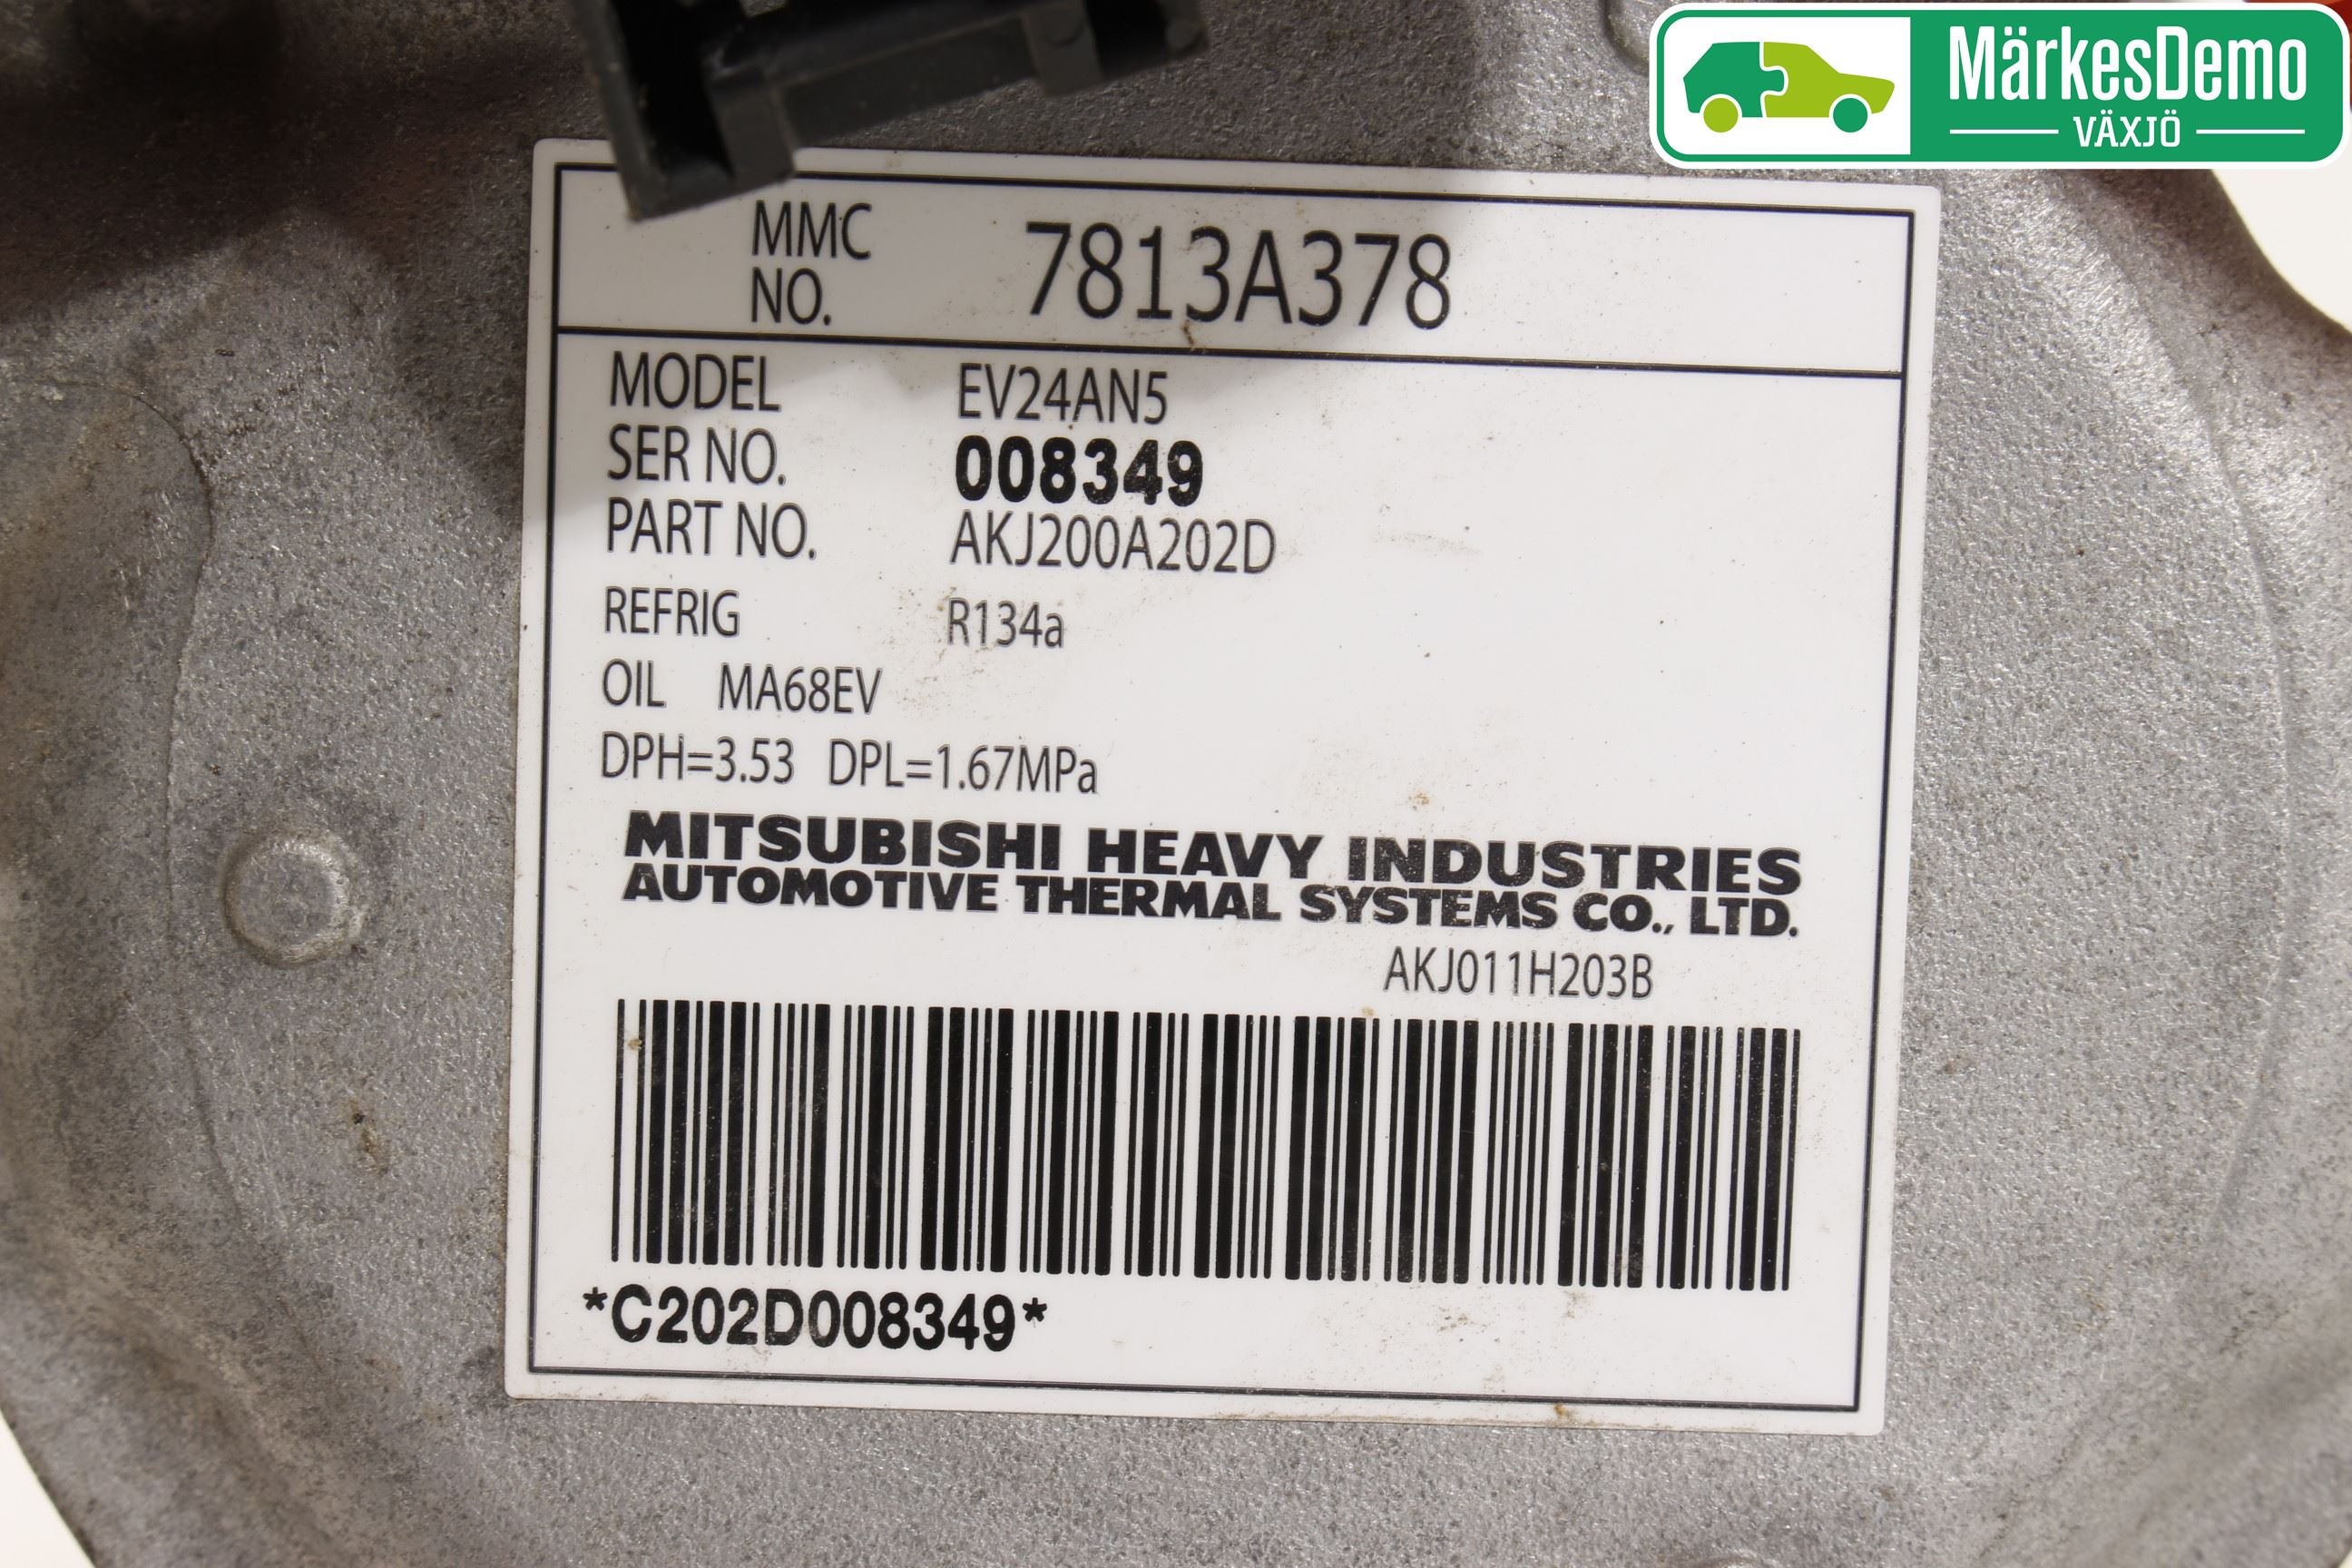 MärkesDemo
VÄXJÖ
MMC NO. 7813A378
MODEL EV24AN5
SER NO. 008349
PART NO. AKJ200A202D
REFRIG R134a
OIL MA68EV
DPH=3.53 DPL=1.67MPa
MITSUBISHI HEAVY INDUSTRIES
AUTOMOTIVE THERMAL SYSTEMS CO., LTD.
AKJ011H203B
*C202D008349*